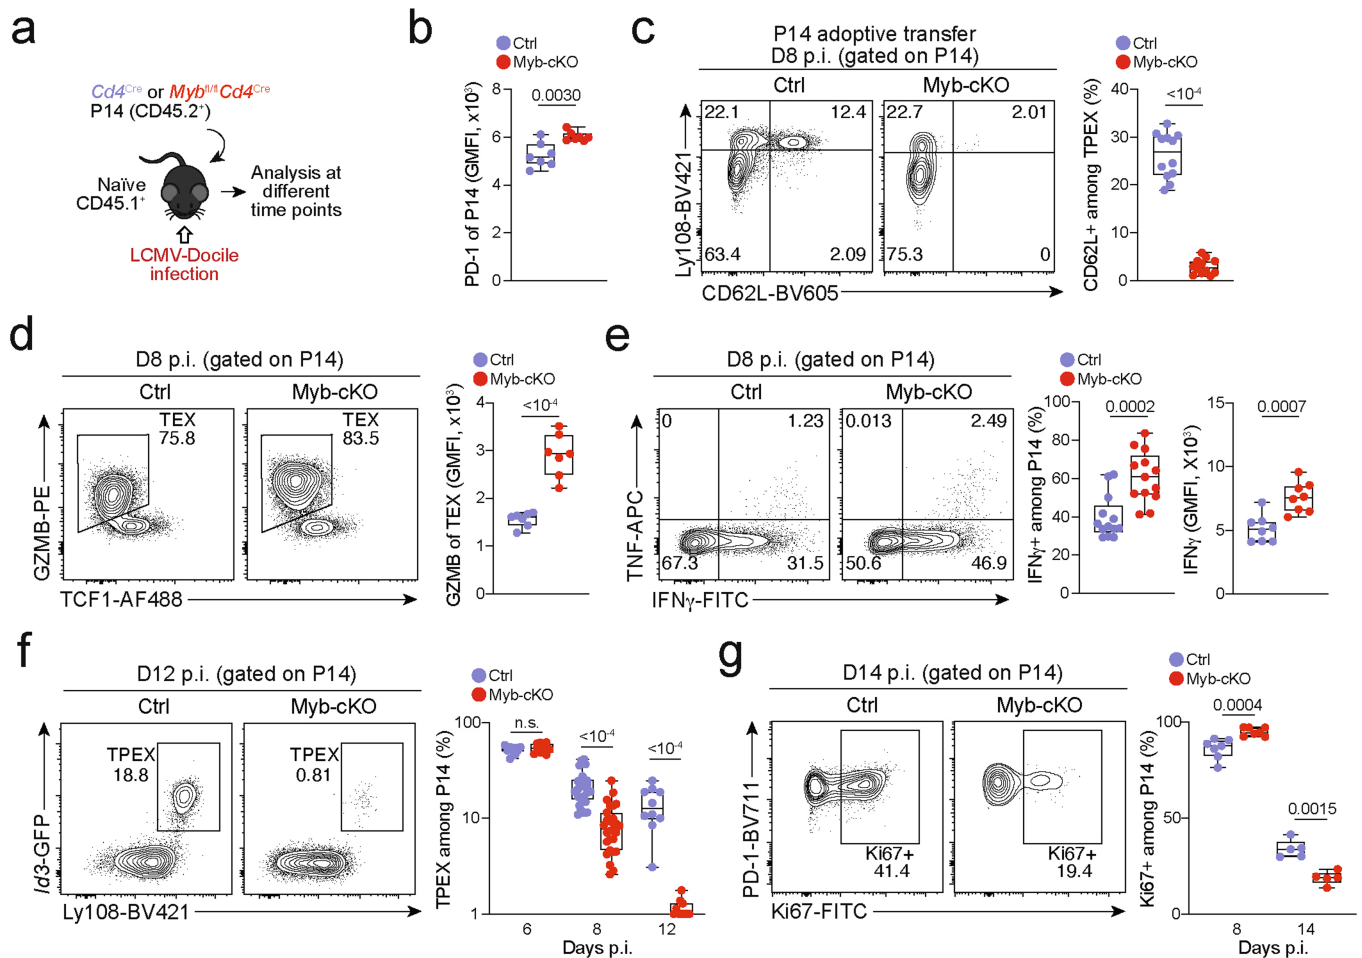 a
Cd4Cre or Mybfl/flCd4Cre
P14 (CD45.2+)
Naïve
CD45.1+
Analysis at
different
time points
LCMV-Docile
infection
b
Ctrl
Myb-cKO
PD-1 of P14 (GMFI, x10³)
8
6
4
2
0
0.0030
c
P14 adoptive transfer
D8 p.i. (gated on P14)
Ctrl
Myb-cKO
22.1
12.4
63.4
2.09
22.7
2.01
75.3
0
Ly108-BV421
CD62L-BV605
Ctrl
Myb-cKO
CD62L+ among TPEX (%)
40
30
20
10
0
<10⁻⁴
d
D8 p.i. (gated on P14)
Ctrl
Myb-cKO
TEX
75.8
TEX
83.5
GZMB-PE
TCF1-AF488
Ctrl
Myb-cKO
GZMB of TEX (GMFI, x10³)
4
3
2
1
0
<10⁻⁴
e
D8 p.i. (gated on P14)
Ctrl
Myb-cKO
0
1.23
67.3
31.5
0.013
2.49
50.6
46.9
TNF-APC
IFNγ-FITC
Ctrl
Myb-cKO
IFNγ+ among P14 (%)
100
80
60
40
20
0
0.0002
IFNγ (GMFI, X10³)
15
10
5
0
0.0007
f
D12 p.i. (gated on P14)
Ctrl
Myb-cKO
TPEX
18.8
TPEX
0.81
Id3-GFP
Ly108-BV421
Ctrl
Myb-cKO
TPEX among P14 (%)
100
10
1
n.s.
<10⁻⁴
<10⁻⁴
6
8
12
Days p.i.
g
D14 p.i. (gated on P14)
Ctrl
Myb-cKO
Ki67+
41.4
Ki67+
19.4
PD-1-BV711
Ki67-FITC
Ctrl
Myb-cKO
Ki67+ among P14 (%)
100
50
0
0.0004
0.0015
8
14
Days p.i.